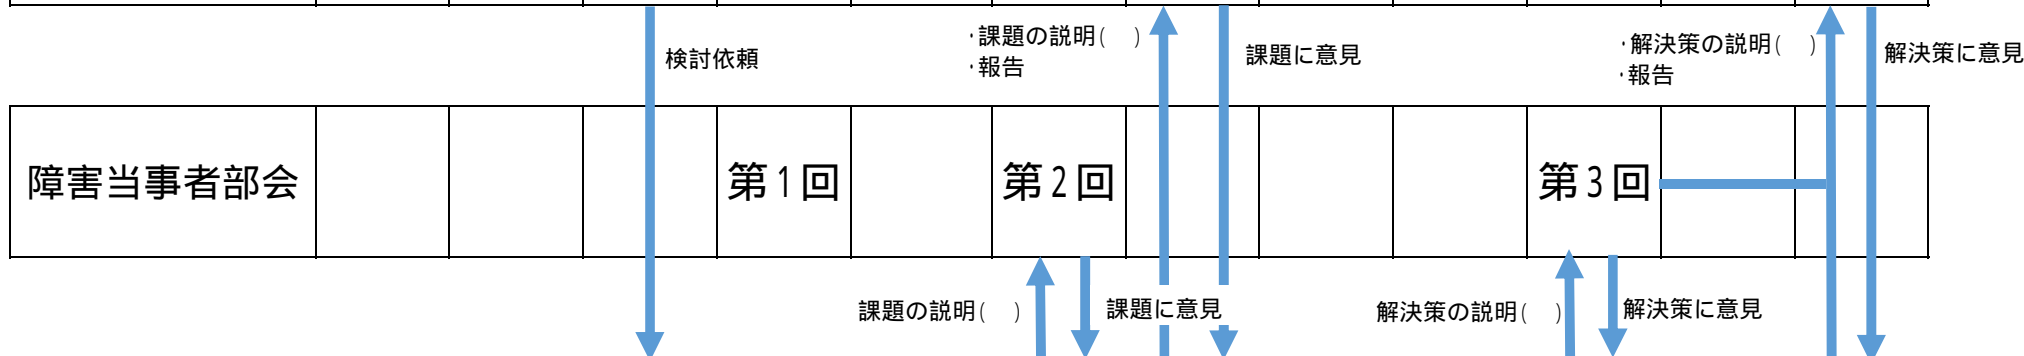 検討依頼
・課題の説明(　)
・報告
課題に意見
・解決策の説明(　)
・報告
解決策に意見
障害当事者部会
第1回
第2回
第3回
課題の説明(　)
課題に意見
解決策の説明(　)
解決策に意見